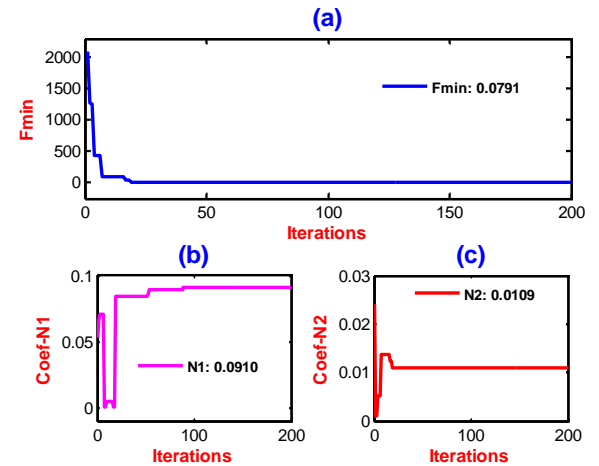 (a)
Fmin
2000
1500
1000
500
0
Fmin: 0.0791
0 50 100 150 200
Iterations
(b)
Coef-N1
0.1
0.05
0
N1: 0.0910
0 200
Iterations
(c)
Coef-N2
0.03
0.02
0.01
0
N2: 0.0109
0 200
Iterations